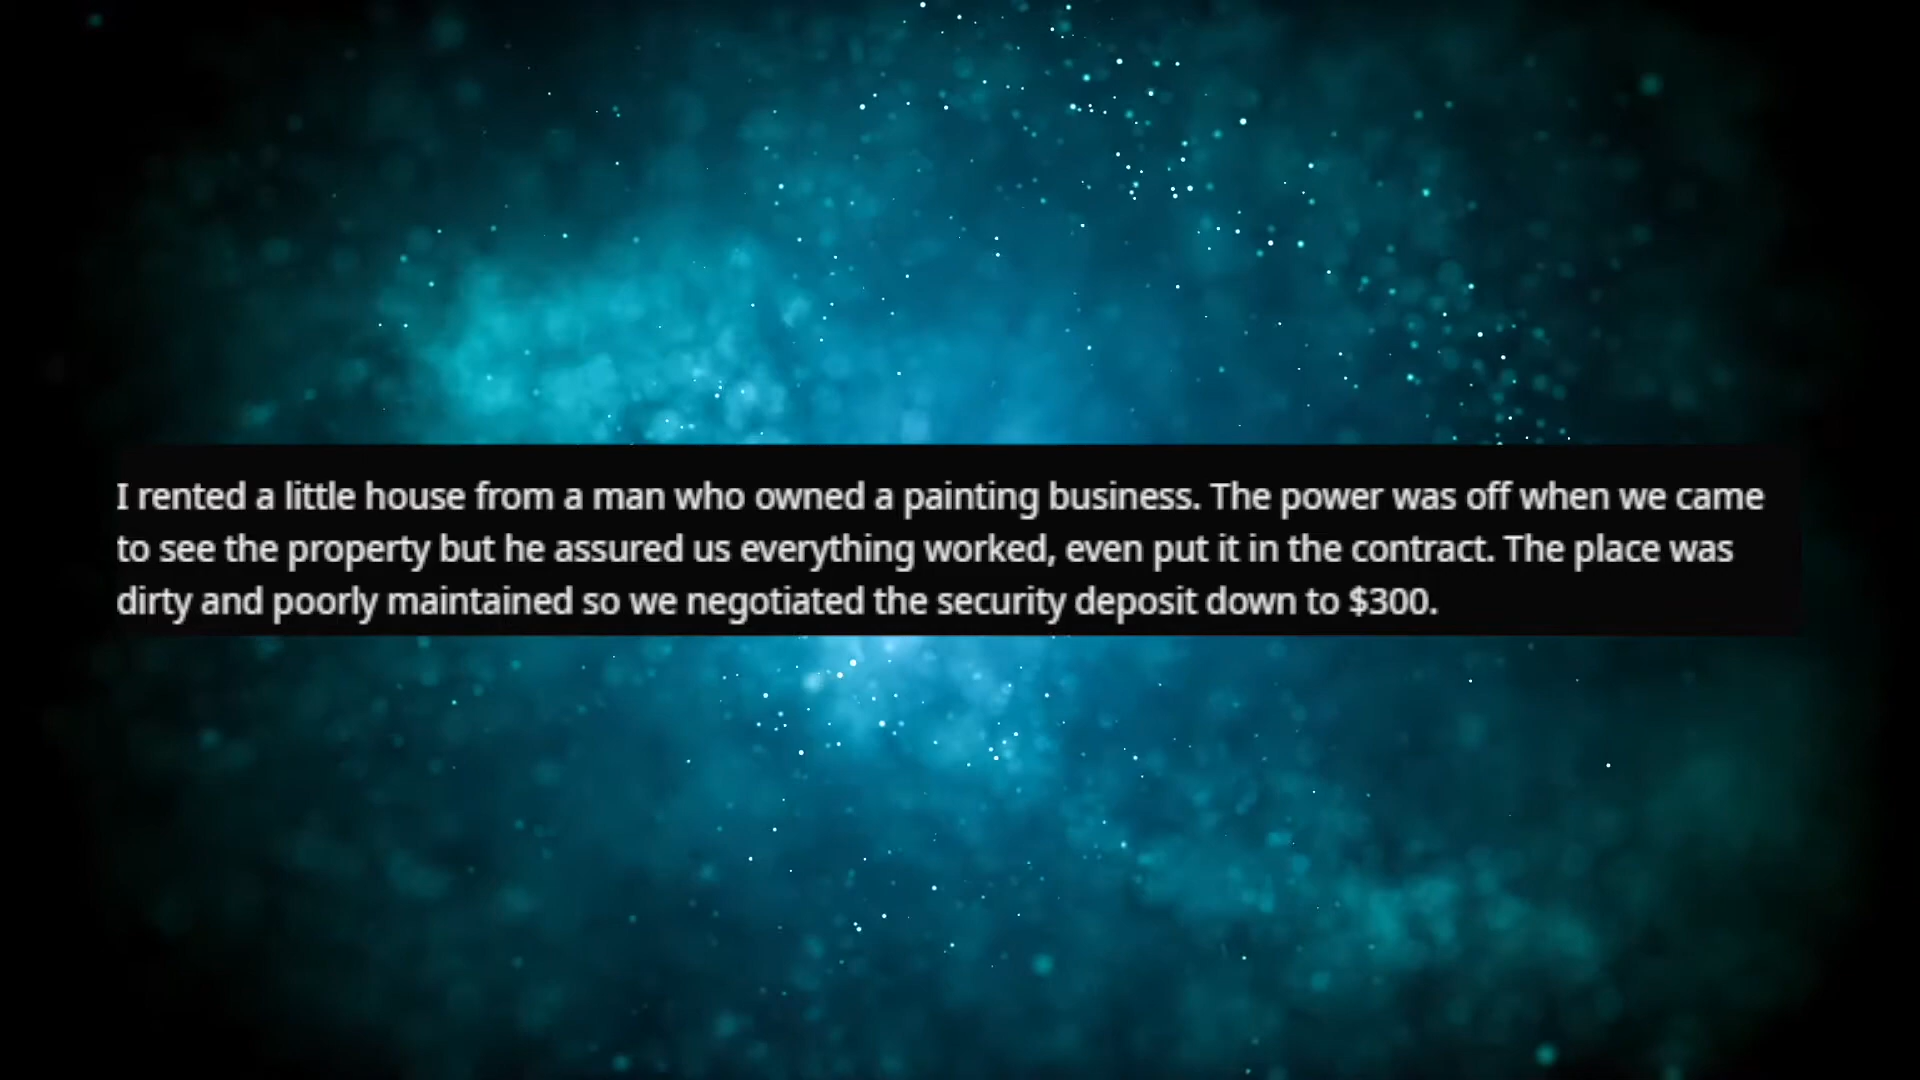 I rented a little house from a man who owned a painting business. The power was off when we came
to see the property but he assured us everything worked, even put it in the contract. The place was
dirty and poorly maintained so we negotiated the security deposit down to $300.